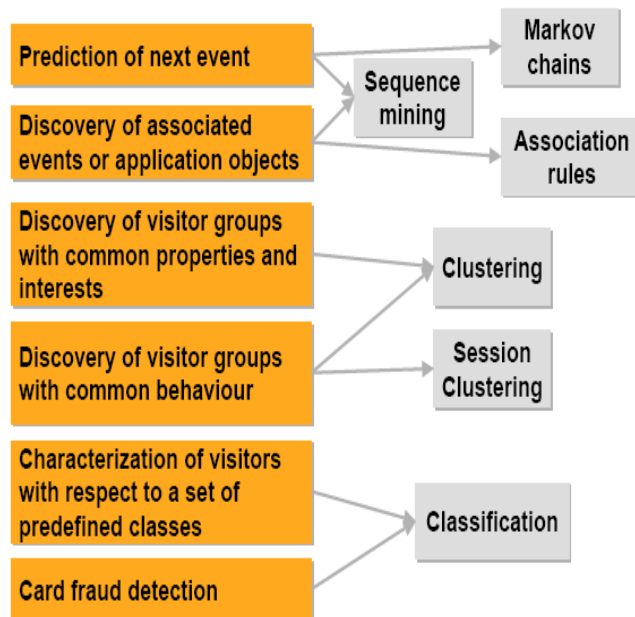 Prediction of next event
Markov
chains
Sequence
mining
Discovery of associated
events or application objects
Association
rules
Discovery of visitor groups
with common properties and
interests
Clustering
Discovery of visitor groups
with common behaviour
Session
Clustering
Characterization of visitors
with respect to a set of
predefined classes
Classification
Card fraud detection